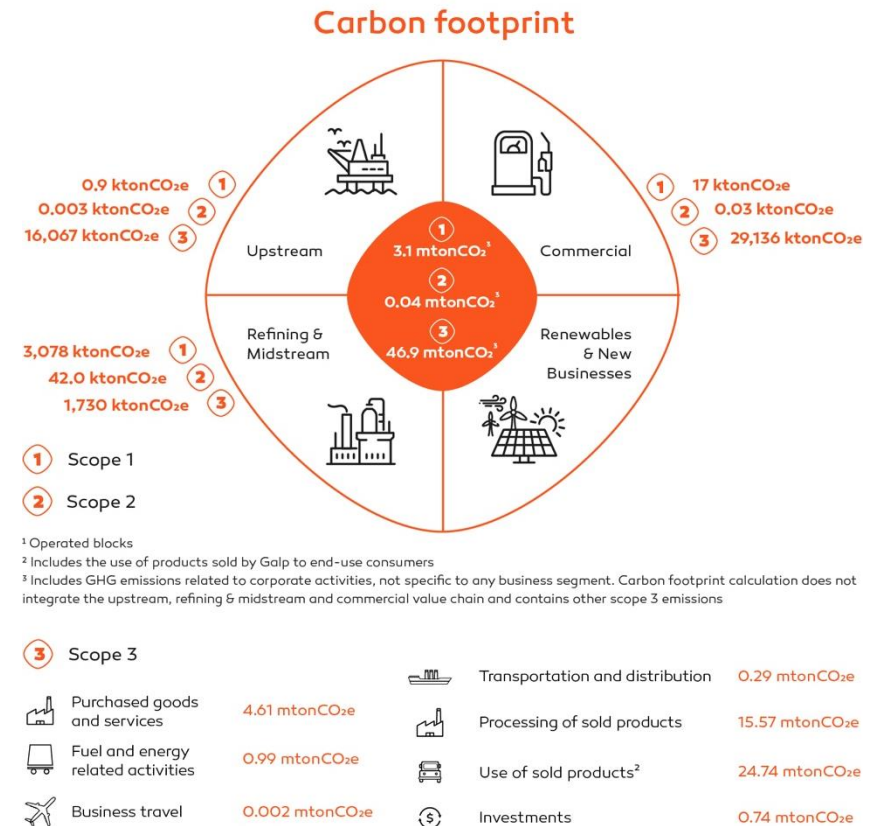 Carbon footprint
0.9 ktonCO₂e 1
0.003 ktonCO₂e 2
16,067 ktonCO₂e 3
Upstream
1 17 ktonCO₂e
2 0.03 ktonCO₂e
3 29,136 ktonCO₂e
Commercial
1
3.1 mtonCO₂³
2
0.04 mtonCO₂³
3
46.9 mtonCO₂³
3,078 ktonCO₂e 1
42.0 ktonCO₂e 2
1,730 ktonCO₂e 3
Refining &
Midstream
Renewables
& New
Businesses
1 Scope 1
2 Scope 2
¹ Operated blocks
² Includes the use of products sold by Galp to end-use consumers
³ Includes GHG emissions related to corporate activities, not specific to any business segment. Carbon footprint calculation does not
integrate the upstream, refining & midstream and commercial value chain and contains other scope 3 emissions
3 Scope 3
Purchased goods
and services
4.61 mtonCO₂e
Fuel and energy
related activities
0.99 mtonCO₂e
Business travel
0.002 mtonCO₂e
Transportation and distribution
0.29 mtonCO₂e
Processing of sold products
15.57 mtonCO₂e
Use of sold products²
24.74 mtonCO₂e
$
Investments
0.74 mtonCO₂e